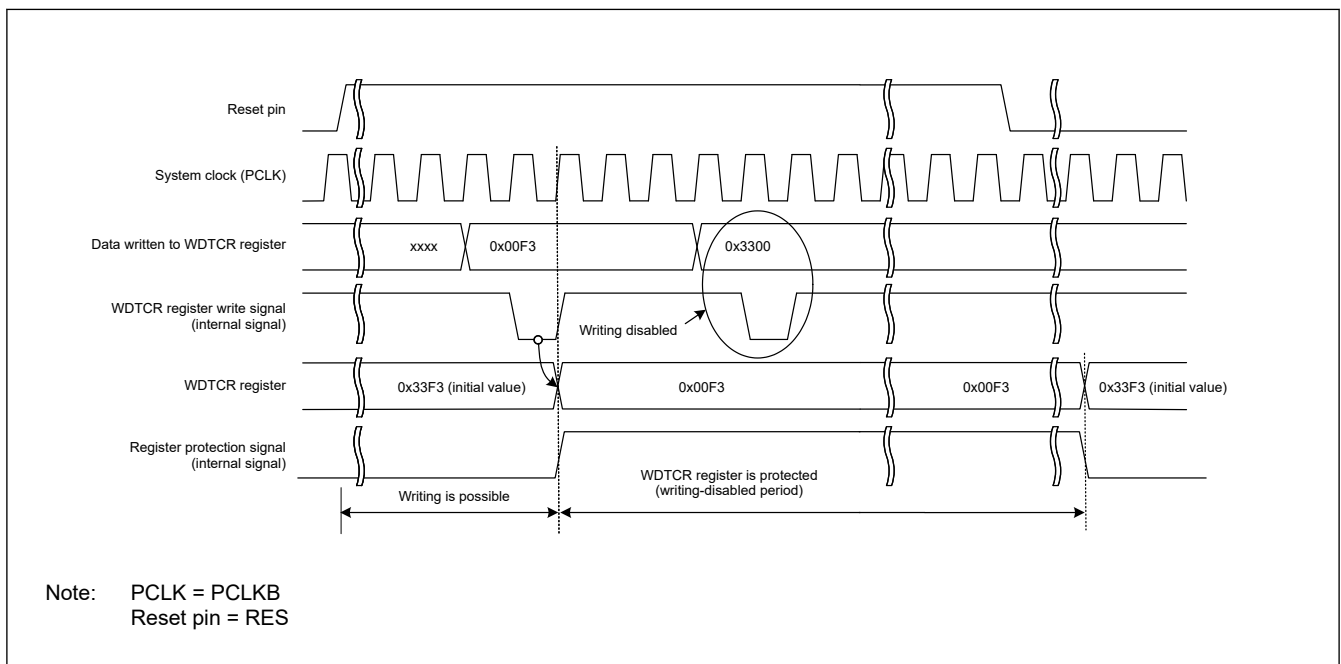 Reset pin
System clock (PCLK)
Data written to WDTCR register
xxxx
0x00F3
0x3300
WDTCR register write signal
(internal signal)
Writing disabled
WDTCR register
0x33F3 (initial value)
0x00F3
0x00F3
0x33F3 (initial value)
Register protection signal
(internal signal)
WDTCR register is protected
(writing-disabled period)
Writing is possible
Note: PCLK = PCLKB
Reset pin = RES